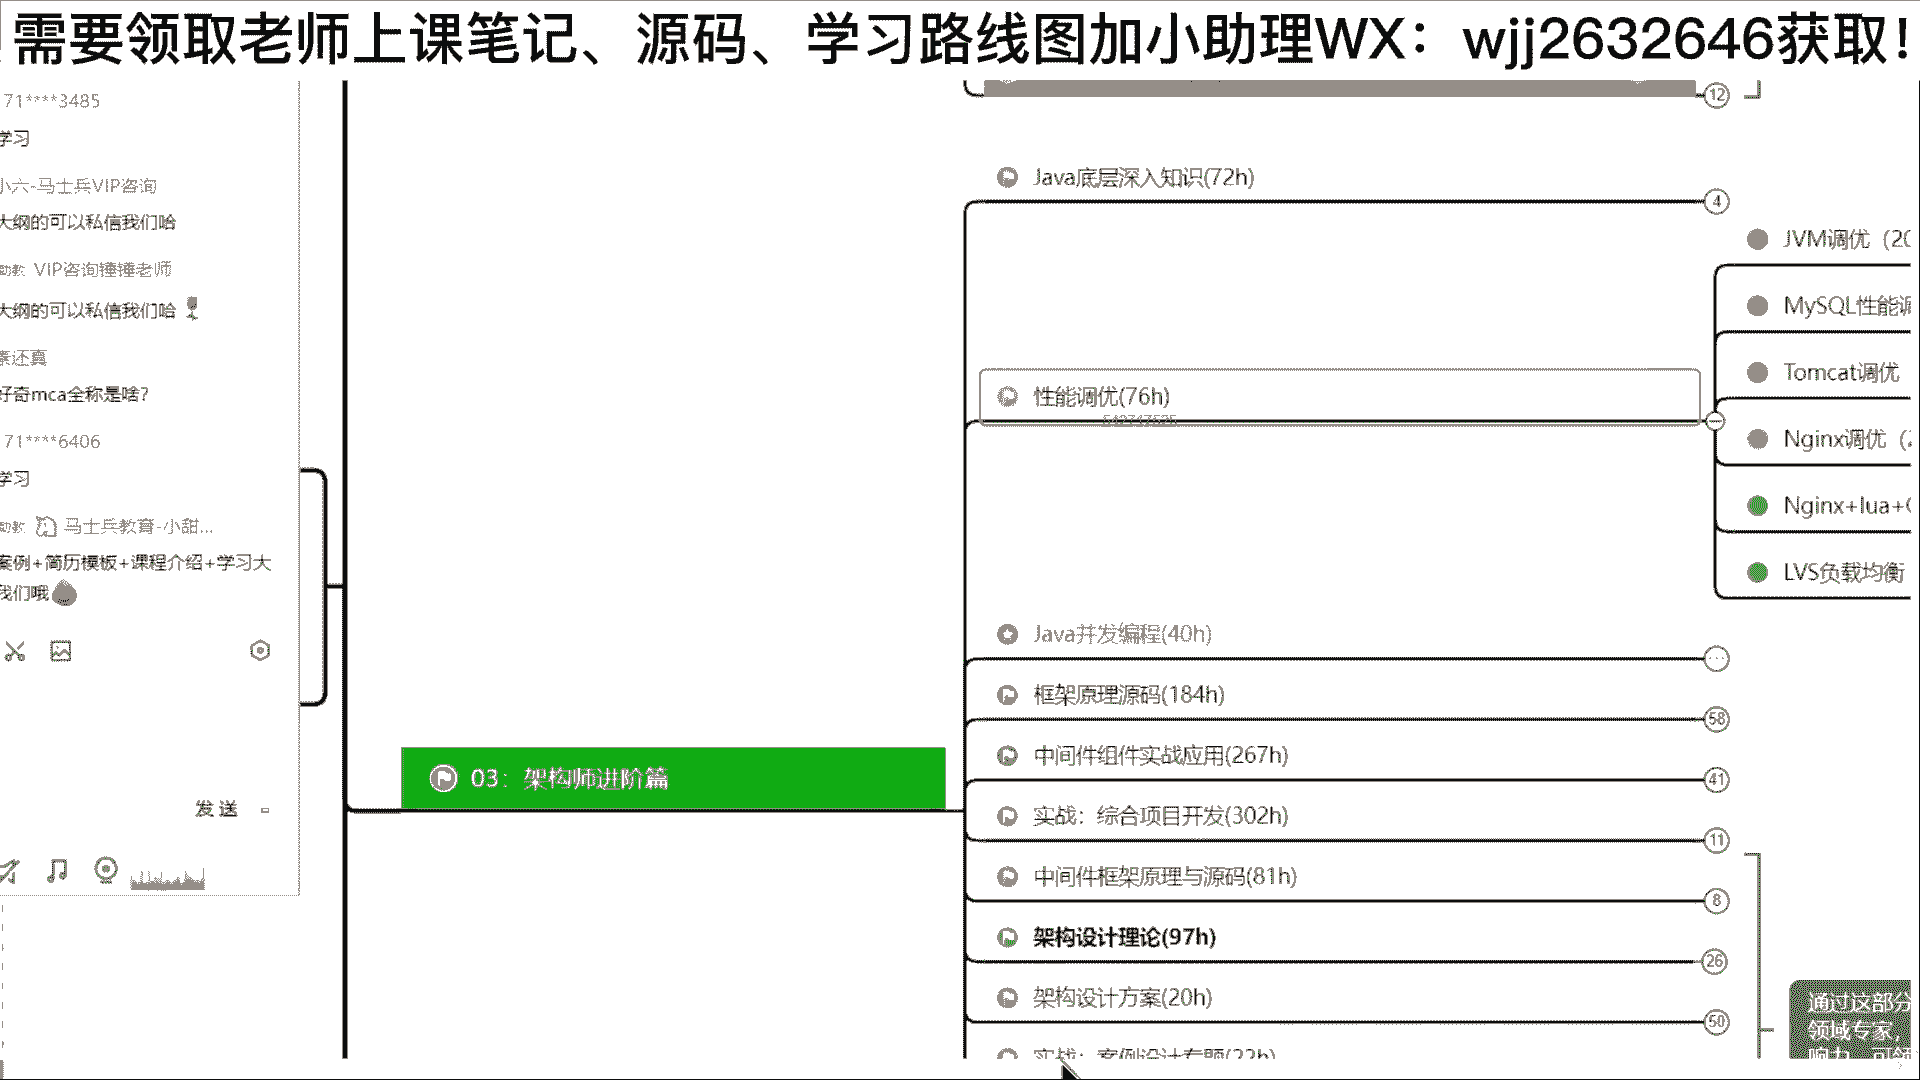 需要领取老师上课笔记、源码、学习路线图加小助理WX：wjj2632646获取！
71****3485
学习
小六-马士兵VIP咨询
大纲的可以私信我们哈
VIP咨询锤锤老师
大纲的可以私信我们哈
素还真
好奇mca全称是啥?
71****6406
学习
马士兵教育-小甜...
案例+简历模板+课程介绍+学习大
我们哦
发送
03：架构师进阶篇
12
Java底层深入知识(72h)
4
性能调优(76h)
JVM调优（20
MySQL性能调
Tomcat调优
Nginx调优（2
Nginx+lua+
LVS负载均衡
Java并发编程(40h)
框架原理源码(184h)
58
中间件组件实战应用(267h)
41
实战：综合项目开发(302h)
11
中间件框架原理与源码(81h)
8
架构设计理论(97h)
26
架构设计方案(20h)
50
实战：案例设计专题(22h)
通过这部分
领域专家，